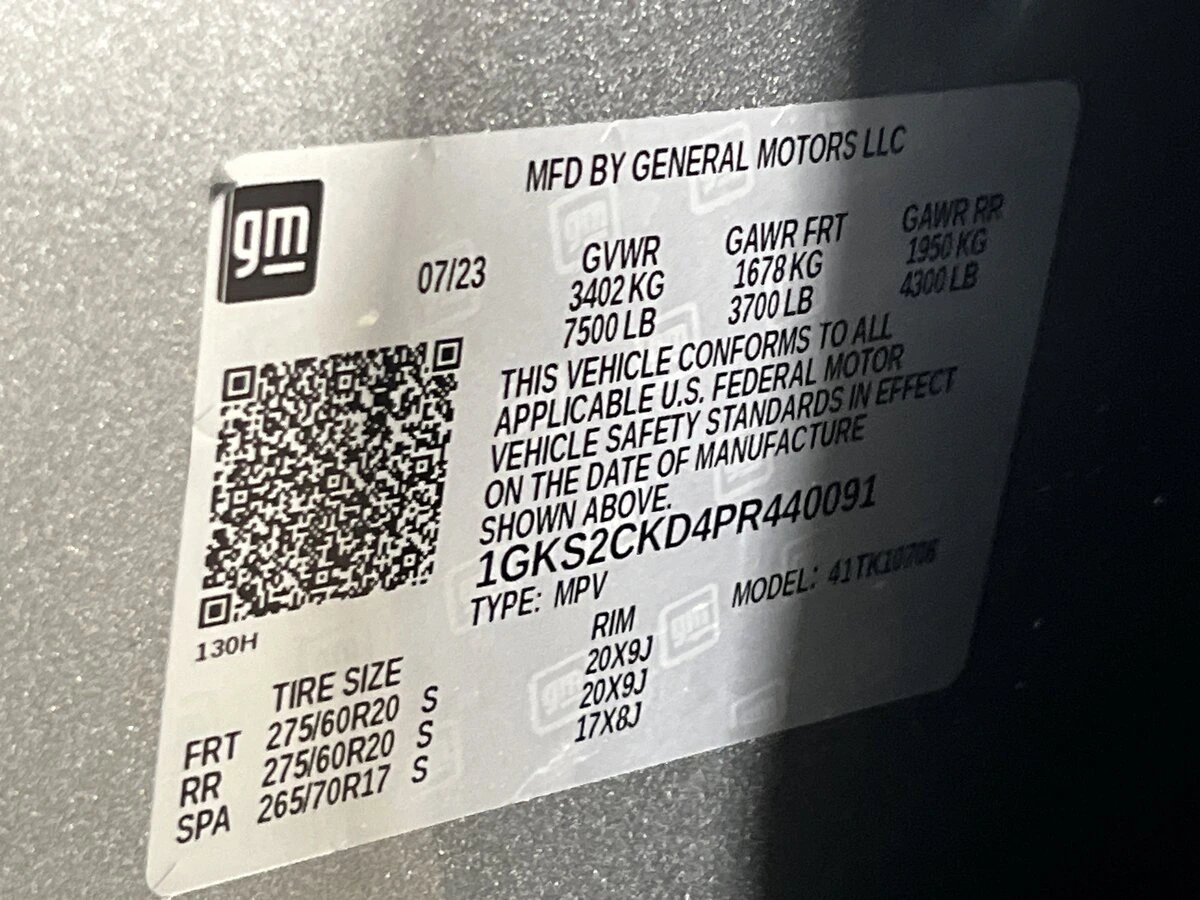 MFD BY GENERAL MOTORS LLC
gm
07/23
GVWR GAWR FRT GAWR RR
3402 KG 1678 KG 1950 KG
7500 LB 3700 LB 4300 LB
THIS VEHICLE CONFORMS TO ALL
APPLICABLE U.S. FEDERAL MOTOR
VEHICLE SAFETY STANDARDS IN EFFECT
ON THE DATE OF MANUFACTURE
SHOWN ABOVE.
1GKS2CKD4PR440091
TYPE: MPV MODEL:
130H
TIRE SIZE RIM
FRT 275/60R20 S 20X9J
RR 275/60R20 S 20X9J
SPA 265/70R17 S 17X8J